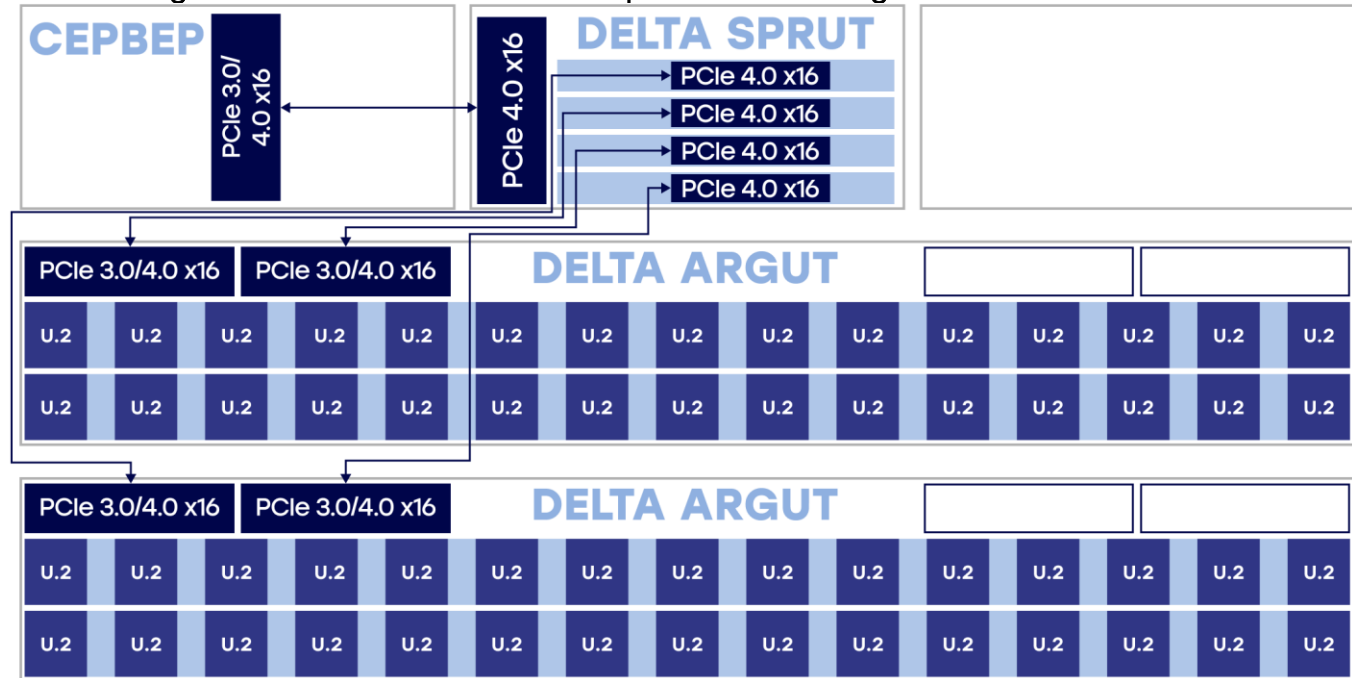 СЕРВЕР
PCIe 3.0/
4.0 x16
PCIe 4.0 x16
DELTA SPRUT
PCIe 4.0 x16
PCIe 4.0 x16
PCIe 4.0 x16
PCIe 4.0 x16
PCIe 3.0/4.0 x16 PCIe 3.0/4.0 x16 DELTA ARGUT
U.2 U.2 U.2 U.2 U.2 U.2 U.2 U.2 U.2 U.2 U.2 U.2 U.2 U.2 U.2
U.2 U.2 U.2 U.2 U.2 U.2 U.2 U.2 U.2 U.2 U.2 U.2 U.2 U.2 U.2
PCIe 3.0/4.0 x16 PCIe 3.0/4.0 x16 DELTA ARGUT
U.2 U.2 U.2 U.2 U.2 U.2 U.2 U.2 U.2 U.2 U.2 U.2 U.2 U.2 U.2
U.2 U.2 U.2 U.2 U.2 U.2 U.2 U.2 U.2 U.2 U.2 U.2 U.2 U.2 U.2